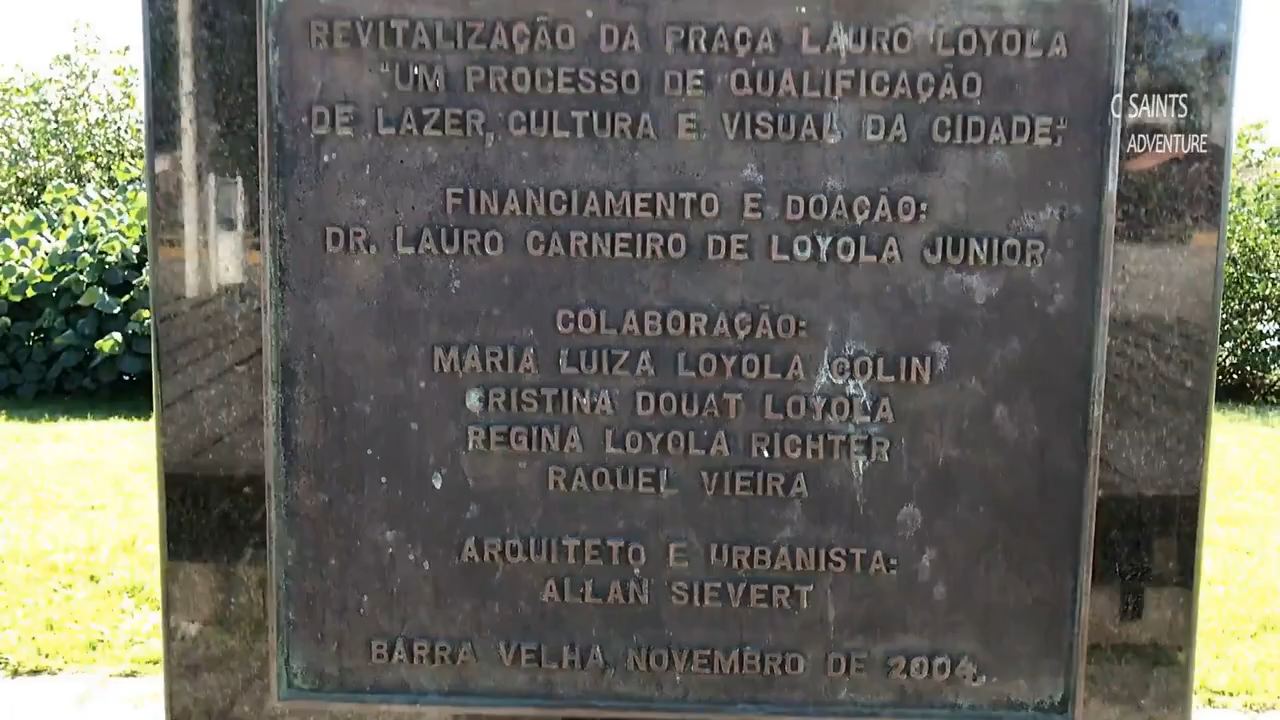 REVITALIZAÇÃO DA PRAÇA LAURO LOYOLA
"UM PROCESSO DE QUALIFICAÇÃO
DE LAZER, CULTURA E VISUAL DA CIDADE."
FINANCIAMENTO E DOAÇÃO:
DR. LAURO CARNEIRO DE LOYOLA JUNIOR
COLABORAÇÃO:
MARIA LUIZA LOYOLA COLIN
CRISTINA DOUAT LOYOLA
REGINA LOYOLA RICHTER
RAQUEL VIEIRA
ARQUITETO E URBANISTA:
ALLAN SIEVERT
BARRA VELHA, NOVEMBRO DE 2004.
SAINTS
ADVENTURE